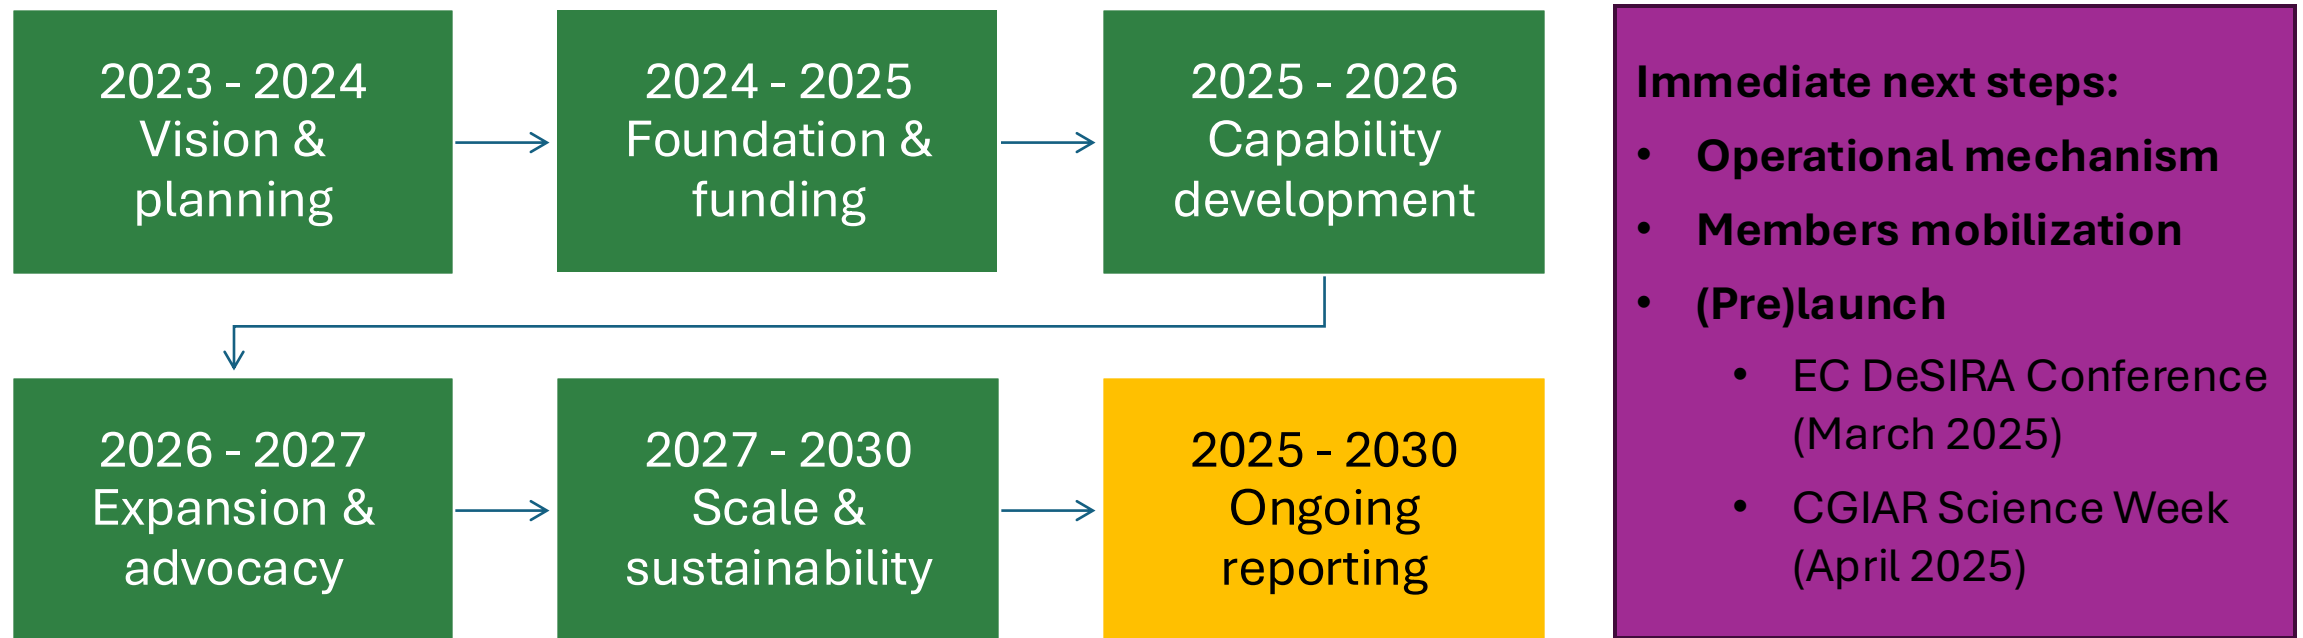 2023 - 2024
Vision &
planning
2024 - 2025
Foundation &
funding
2025 - 2026
Capability
development
2026 - 2027
Expansion &
advocacy
2027 - 2030
Scale &
sustainability
2025 - 2030
Ongoing
reporting
Immediate next steps:
• Operational mechanism
• Members mobilization
• (Pre)launch
• EC DeSIRA Conference
(March 2025)
• CGIAR Science Week
(April 2025)